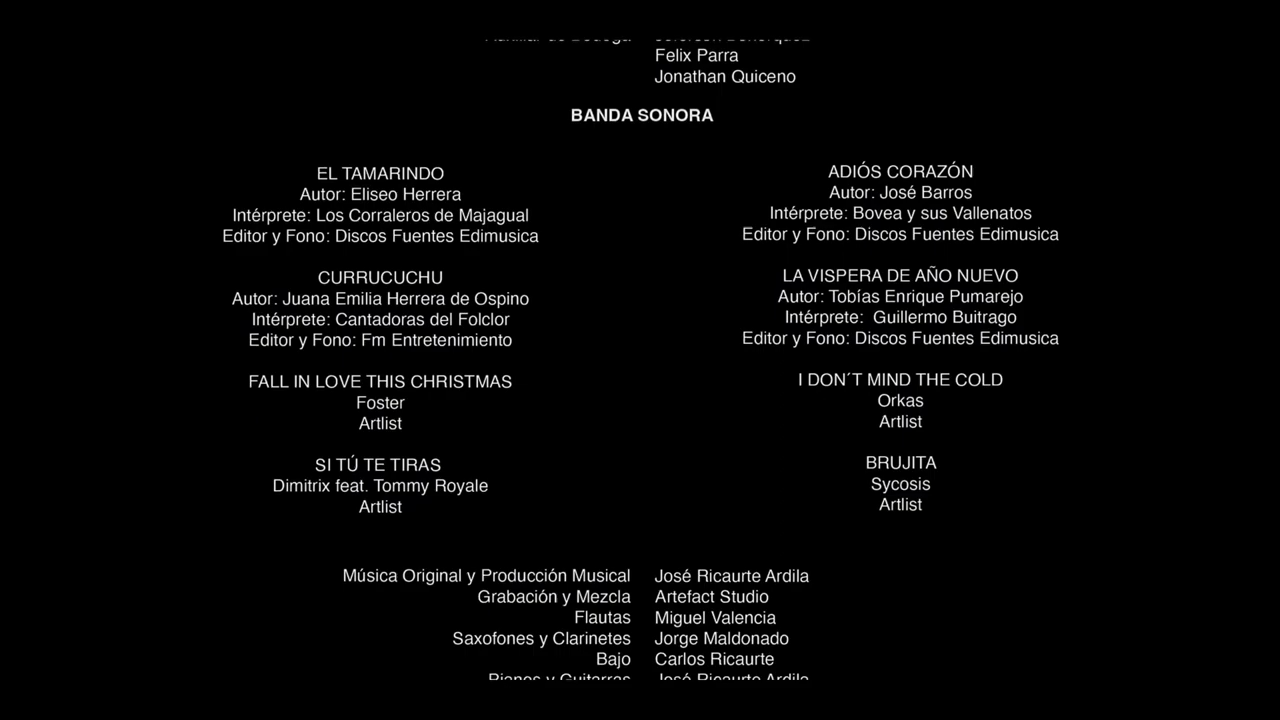 Felix Parra
Jonathan Quiceno
BANDA SONORA
EL TAMARINDO
Autor: Eliseo Herrera
Intérprete: Los Corraleros de Majagual
Editor y Fono: Discos Fuentes Edimusica
CURRUCUCHU
Autor: Juana Emilia Herrera de Ospino
Intérprete: Cantadoras del Folclor
Editor y Fono: Fm Entretenimiento
FALL IN LOVE THIS CHRISTMAS
Foster
Artlist
SI TÚ TE TIRAS
Dimitrix feat. Tommy Royale
Artlist
ADIÓS CORAZÓN
Autor: José Barros
Intérprete: Bovea y sus Vallenatos
Editor y Fono: Discos Fuentes Edimusica
LA VISPERA DE AÑO NUEVO
Autor: Tobías Enrique Pumarejo
Intérprete:  Guillermo Buitrago
Editor y Fono: Discos Fuentes Edimusica
I DON´T MIND THE COLD
Orkas
Artlist
BRUJITA
Sycosis
Artlist
Música Original y Producción Musical José Ricaurte Ardila
Grabación y Mezcla Artefact Studio
Flautas Miguel Valencia
Saxofones y Clarinetes Jorge Maldonado
Bajo Carlos Ricaurte
Pianos y Guitarras José Ricaurte Ardila